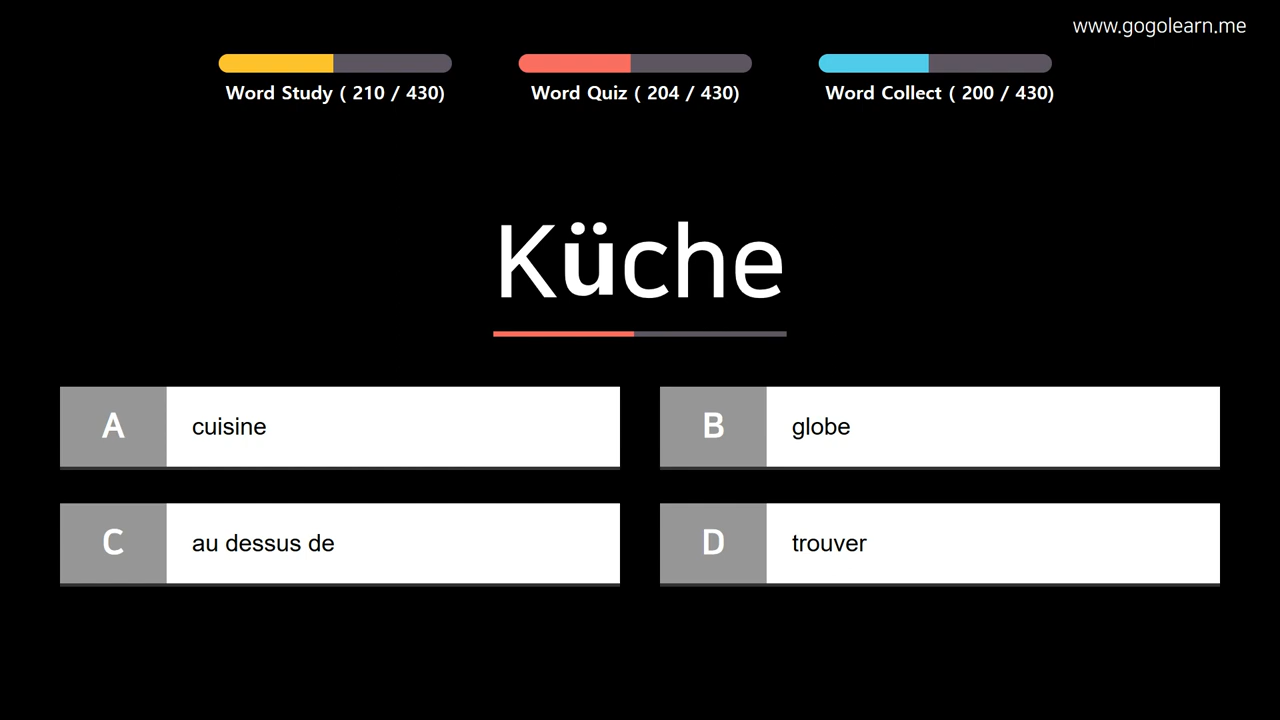 www.gogolearn.me
Word Study ( 210 / 430)
Word Quiz ( 204 / 430)
Word Collect ( 200 / 430)
Küche
A cuisine
B globe
C au dessus de
D trouver